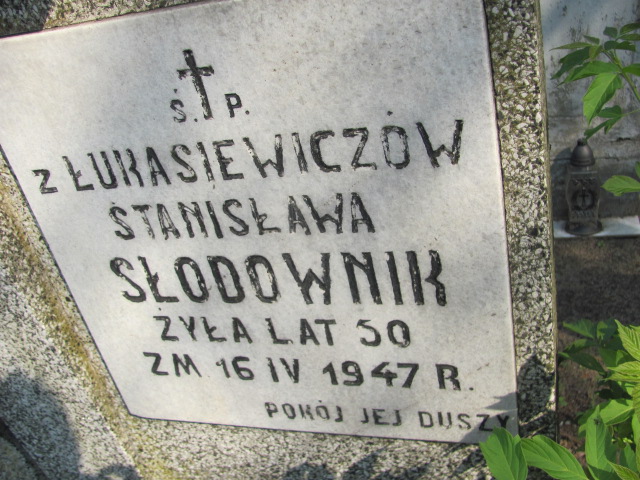 Ś. P.
z ŁUKASIEWICZÓW
STANISŁAWA
SŁODOWNIK
ŻYŁA LAT 50
ZM 16 IV 1947 R.
POKÓJ JEJ DUSZY